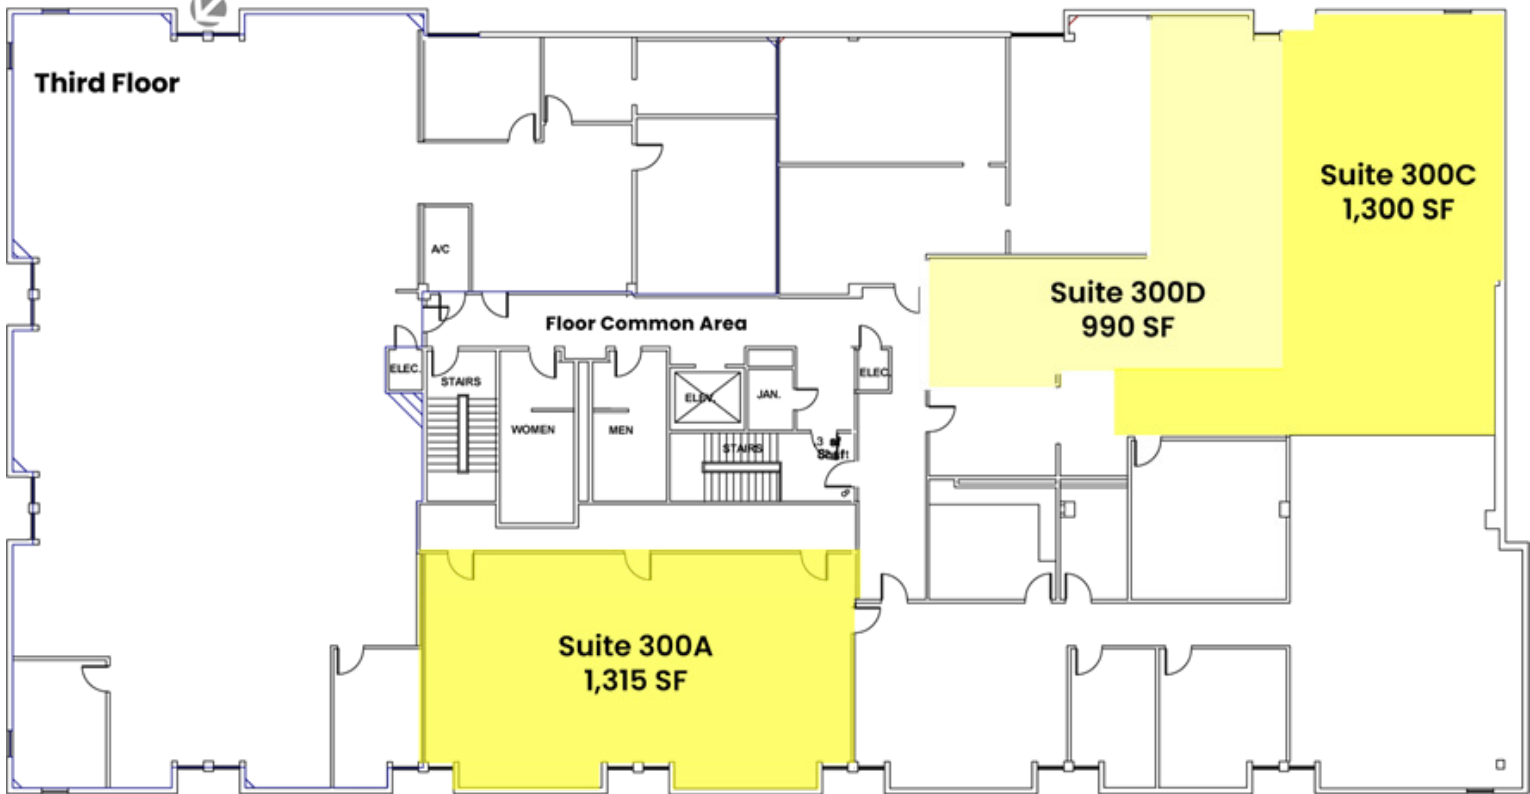 Third Floor
Suite 300C
1,300 SF
A/C
Suite 300D
990 SF
Floor Common Area
ELEC.
STAIRS
ELEC.
WOMEN
MEN
ELEV.
JAN.
STAIRS
Suite 300A
1,315 SF